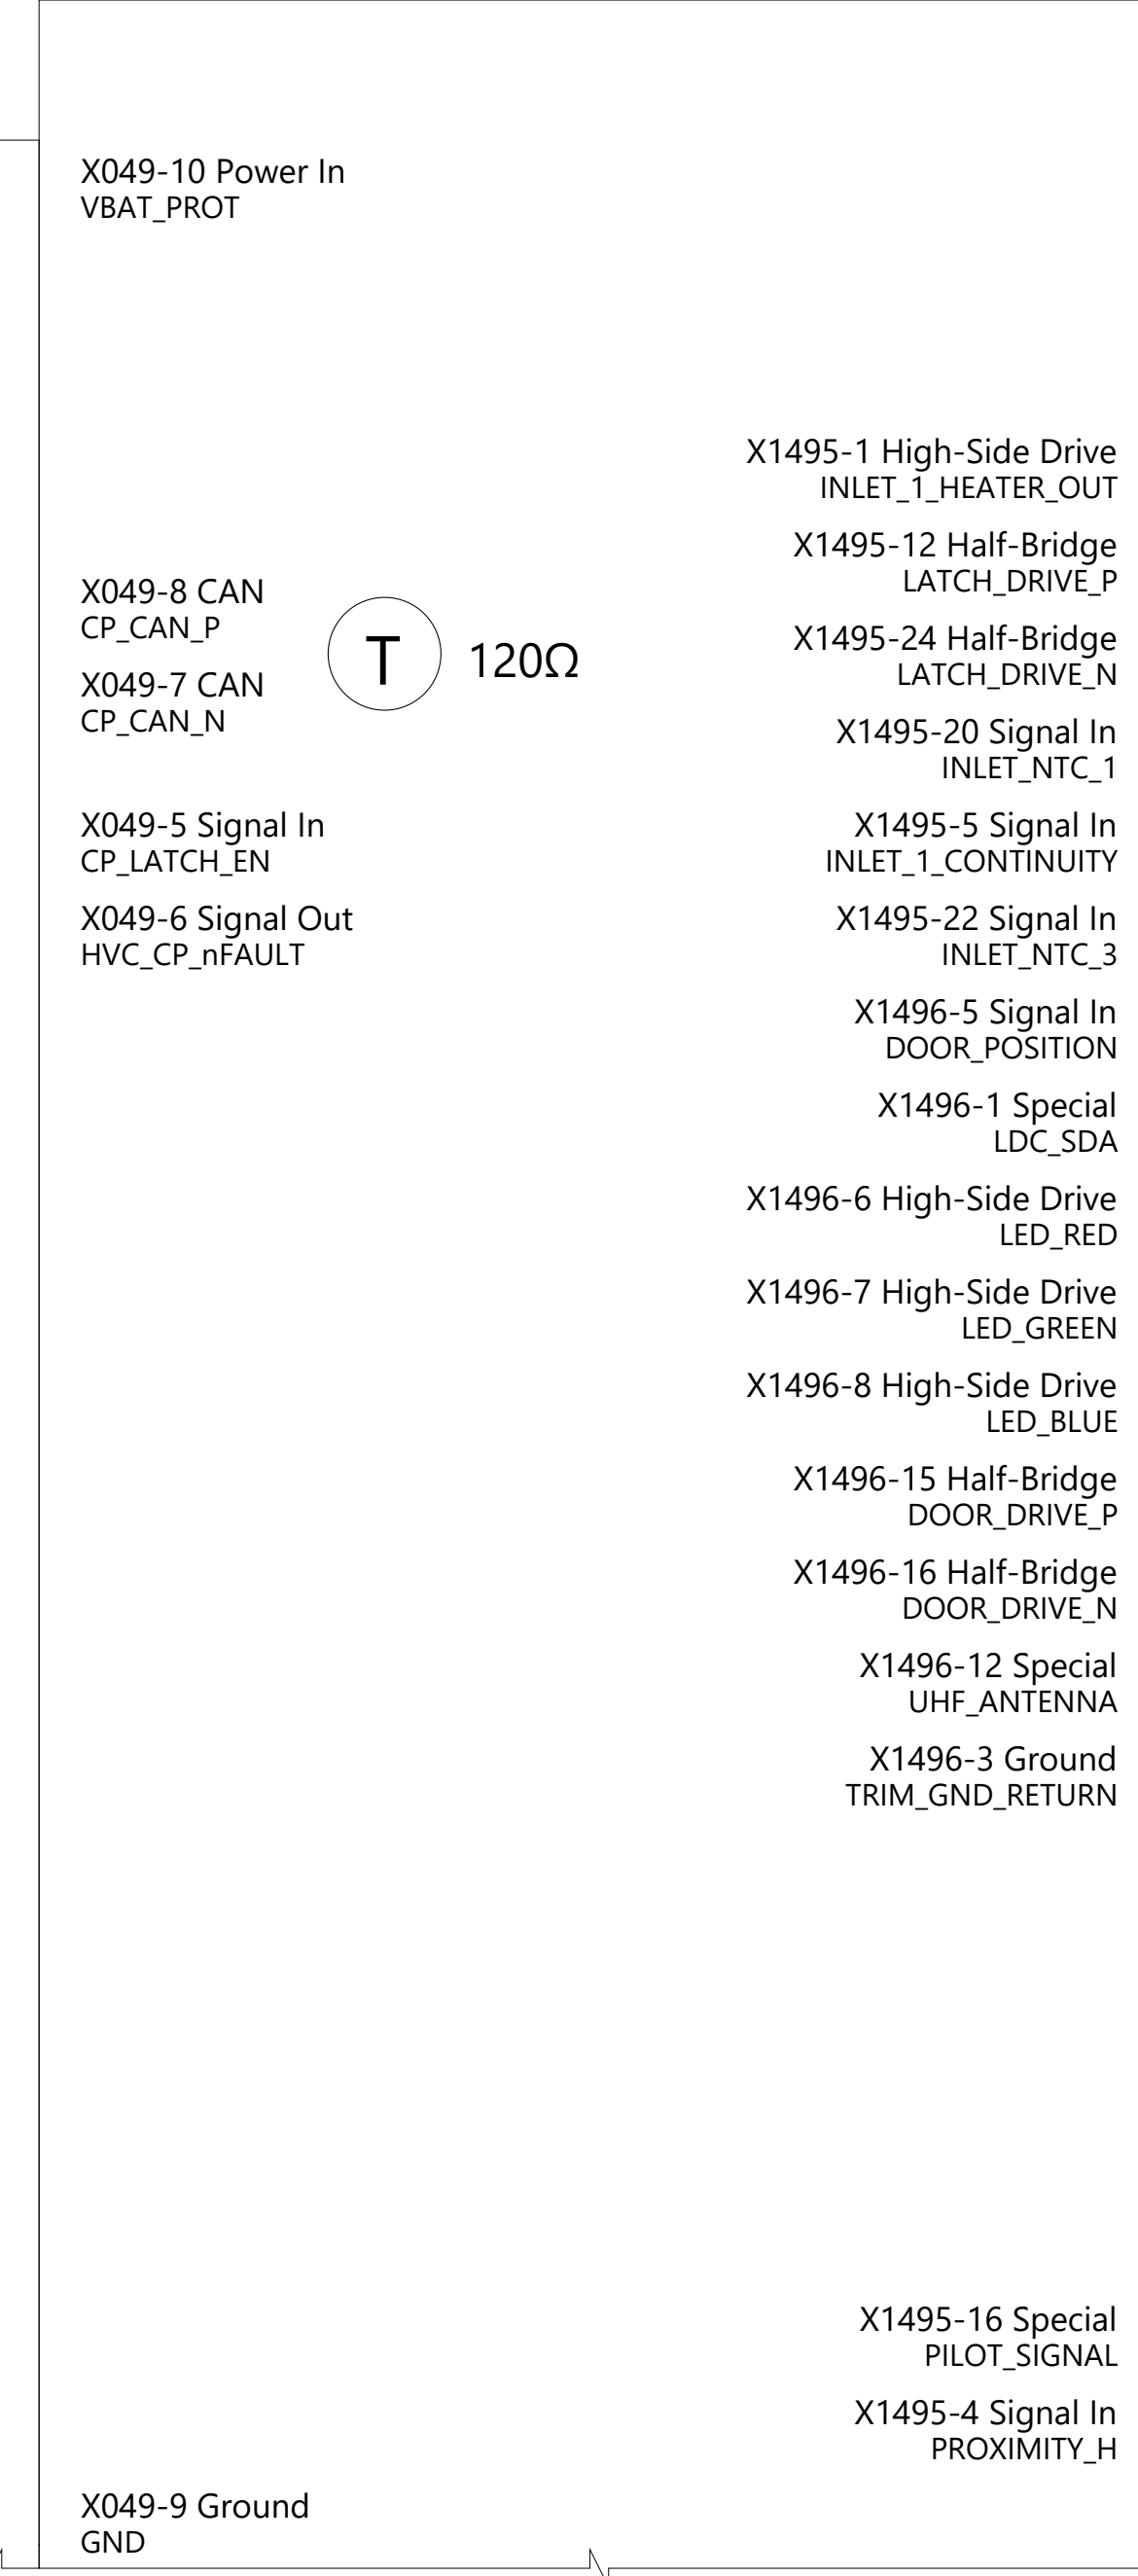 X049-10 Power In
VBAT_PROT
X1495-1 High-Side Drive
INLET_1_HEATER_OUT
X1495-12 Half-Bridge
LATCH_DRIVE_P
X049-8 CAN
CP_CAN_P
T
120Ω
X1495-24 Half-Bridge
LATCH_DRIVE_N
X049-7 CAN
CP_CAN_N
X1495-20 Signal In
INLET_NTC_1
X049-5 Signal In
CP_LATCH_EN
X1495-5 Signal In
INLET_1_CONTINUITY
X049-6 Signal Out
HVC_CP_nFAULT
X1495-22 Signal In
INLET_NTC_3
X1496-5 Signal In
DOOR_POSITION
X1496-1 Special
LDC_SDA
X1496-6 High-Side Drive
LED_RED
X1496-7 High-Side Drive
LED_GREEN
X1496-8 High-Side Drive
LED_BLUE
X1496-15 Half-Bridge
DOOR_DRIVE_P
X1496-16 Half-Bridge
DOOR_DRIVE_N
X1496-12 Special
UHF_ANTENNA
X1496-3 Ground
TRIM_GND_RETURN
X1495-16 Special
PILOT_SIGNAL
X1495-4 Signal In
PROXIMITY_H
X049-9 Ground
GND